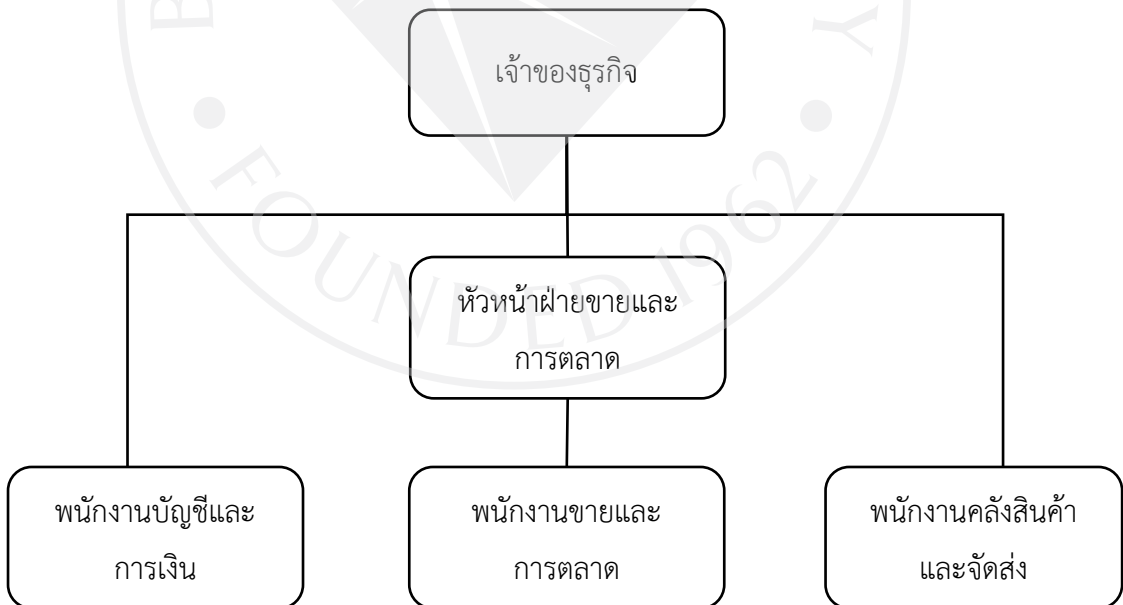 เจ้าของธุรกิจ
หัวหน้าฝ่ายขายและ
การตลาด
พนักงานบัญชีและ
การเงิน
พนักงานขายและ
การตลาด
พนักงานคลังสินค้า
และจัดส่ง
B
Y
FOUNDED 1962